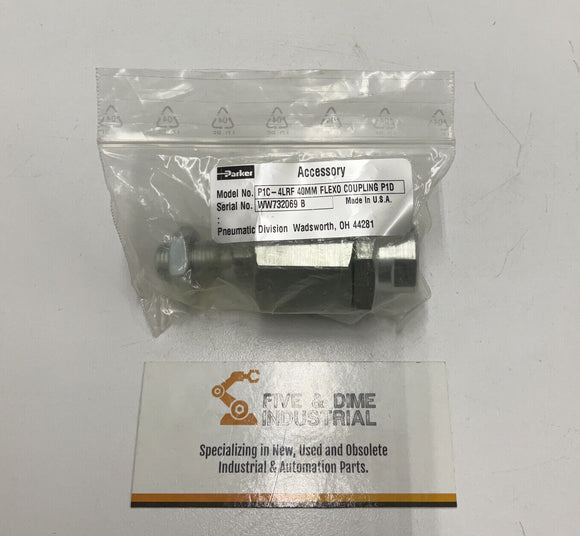 Parker
Accessory
Model No. P1C-4LRF 40MM FLEXO COUPLING P1D
Serial No. WW732069 B Made In U.S.A.
:
Pneumatic Division Wadsworth, OH 44281
FIVE & DIME
INDUSTRIAL
Specializing in New, Used and Obsolete
Industrial & Automation Parts.